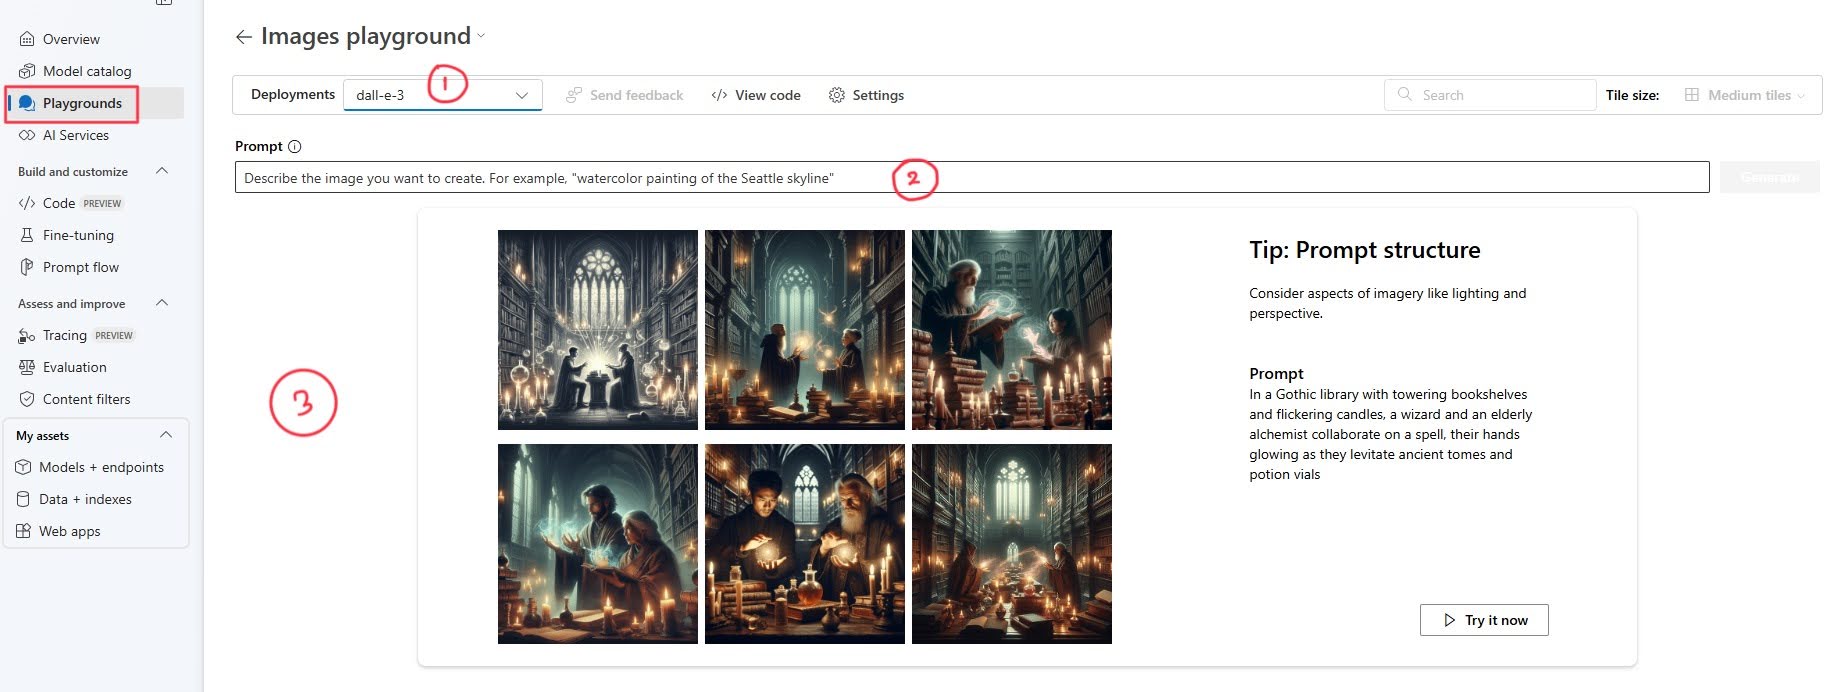 Overview
Model catalog
Playgrounds
AI Services
Build and customize
Code PREVIEW
Fine-tuning
Prompt flow
Assess and improve
Tracing PREVIEW
Evaluation
Content filters
My assets
Models + endpoints
Data + indexes
Web apps
Images playground
Deployments dall-e-3 1 Send feedback View code Settings Search Tile size: Medium tiles
Prompt
Describe the image you want to create. For example, "watercolor painting of the Seattle skyline" 2 Generate
3
Tip: Prompt structure
Consider aspects of imagery like lighting and
perspective.
Prompt
In a Gothic library with towering bookshelves
and flickering candles, a wizard and an elderly
alchemist collaborate on a spell, their hands
glowing as they levitate ancient tomes and
potion vials
Try it now